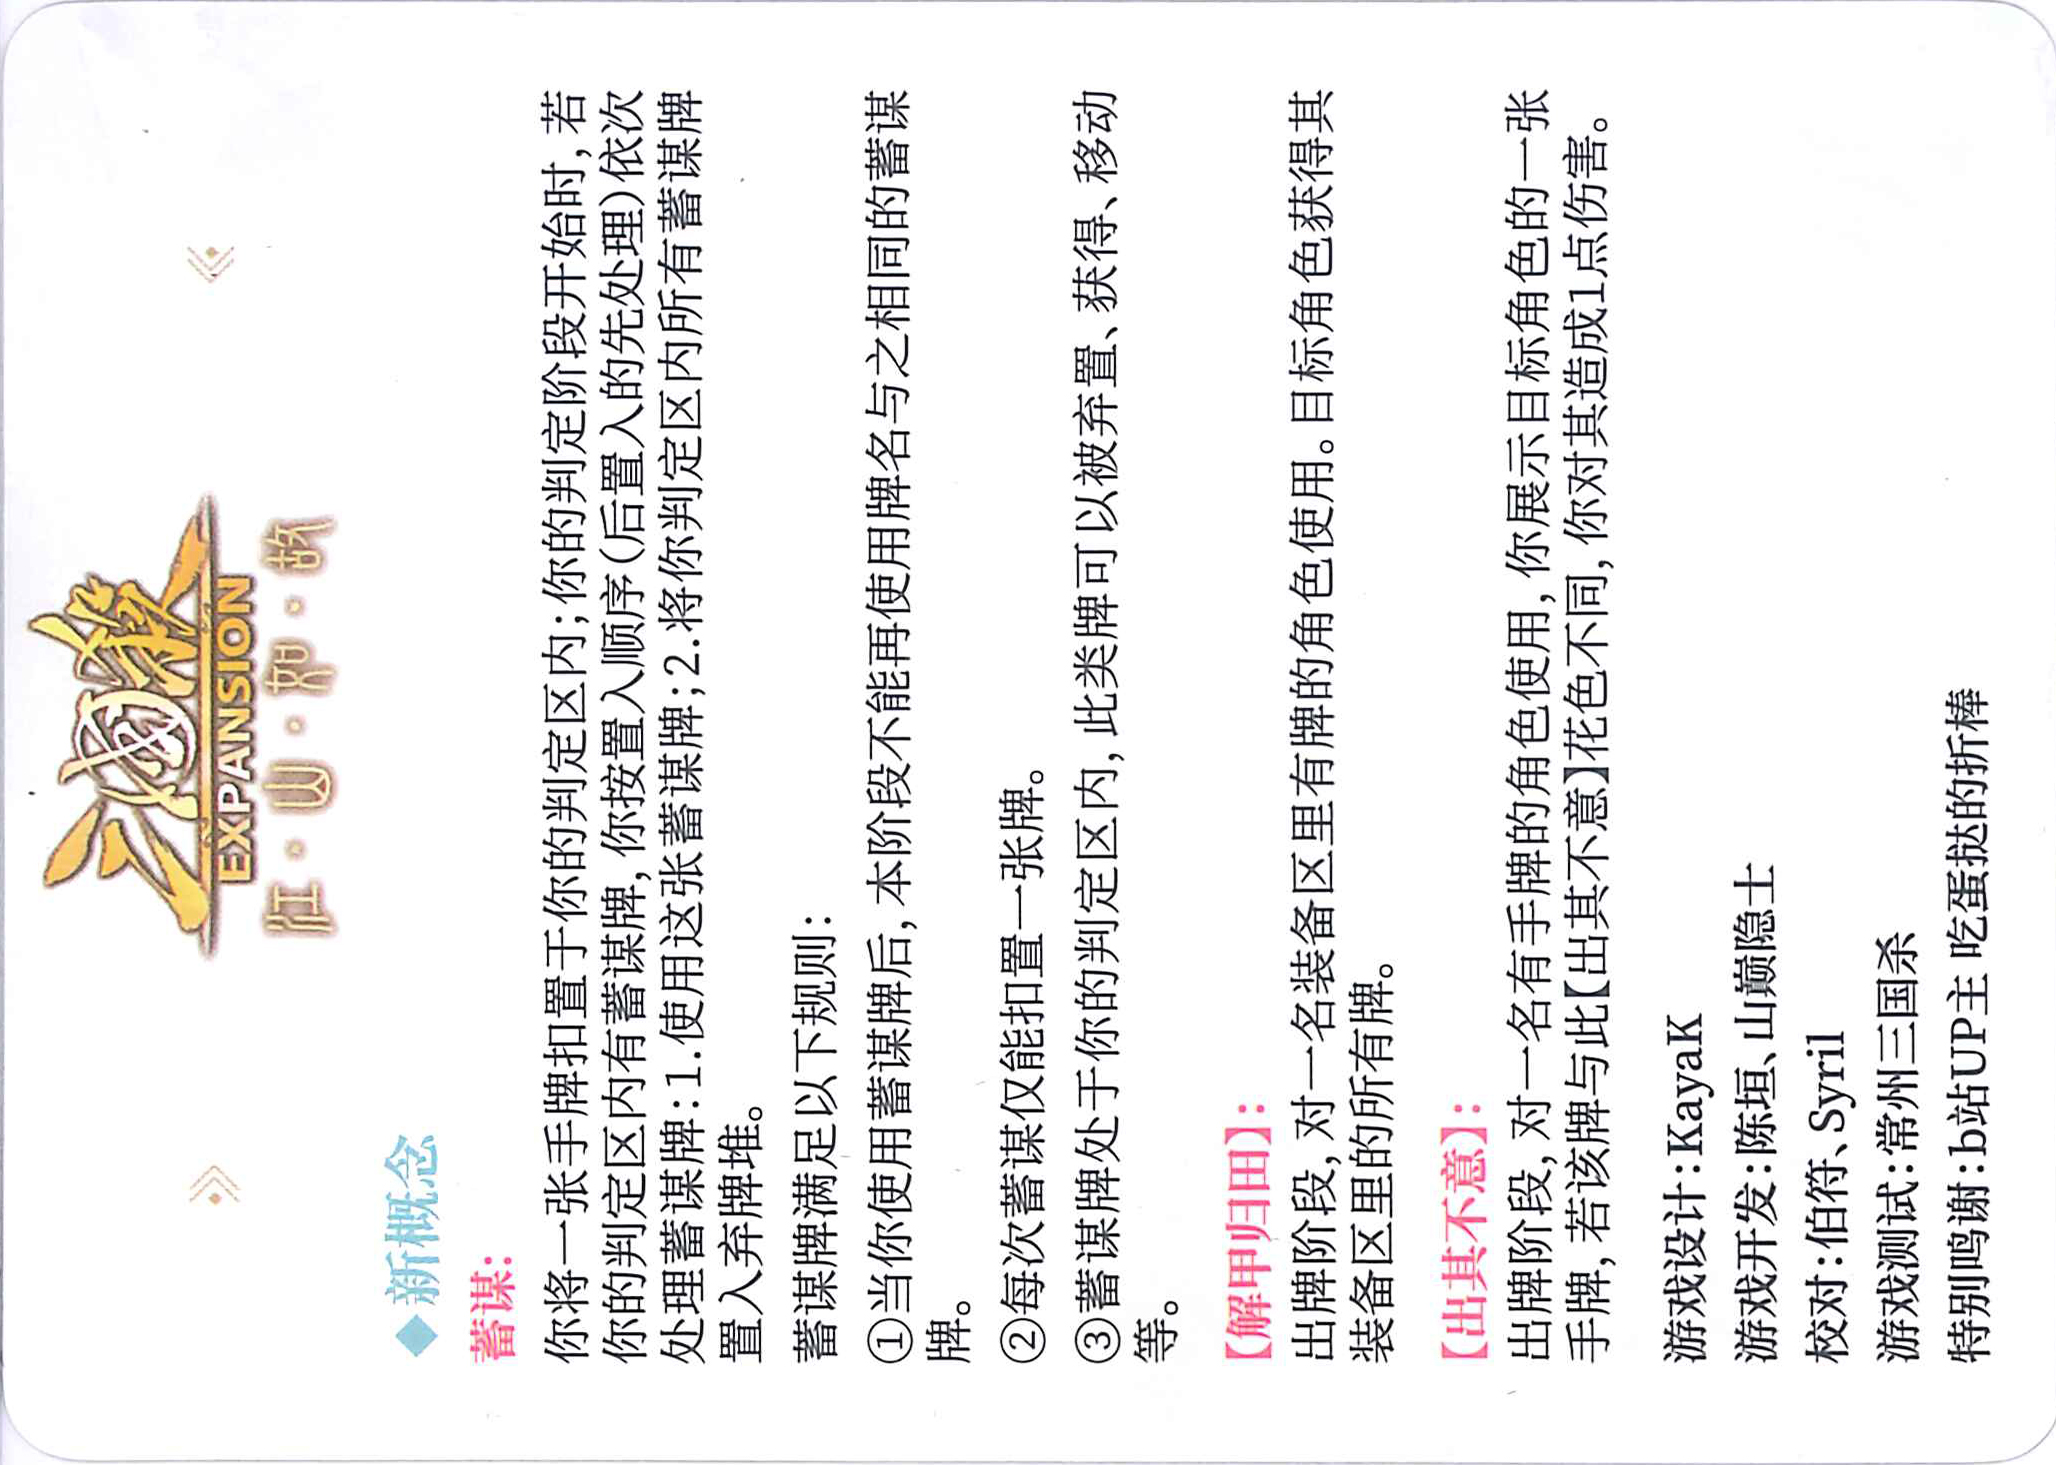 三國殺
EXPANSION
江·山·如·故
◆新概念
蓄谋:
你将一张手牌扣置于你的判定区内;你的判定阶段开始时,若
你的判定区内有蓄谋牌,你按置入顺序(后置入的先处理)依次
处理蓄谋牌:1.使用这张蓄谋牌;2.将你判定区内所有蓄谋牌
置入弃牌堆。
蓄谋牌满足以下规则:
①当你使用蓄谋牌后,本阶段不能再使用牌名与之相同的蓄谋
牌。
②每次蓄谋仅能扣置一张牌。
③蓄谋牌处于你的判定区内,此类牌可以被弃置、获得、移动
等。
【解甲归田】:
出牌阶段,对一名装备区里有牌的角色使用。目标角色获得其
装备区里的所有牌。
【出其不意】:
出牌阶段,对一名有手牌的角色使用,你展示目标角色的一张
手牌,若该牌与此【出其不意】花色不同,你对其造成1点伤害。
游戏设计:KayaK
游戏开发:陈垣、山巅隐士
校对:伯符、Syril
游戏测试:常州三国杀
特别鸣谢:b站UP主 吃蛋挞的折棒